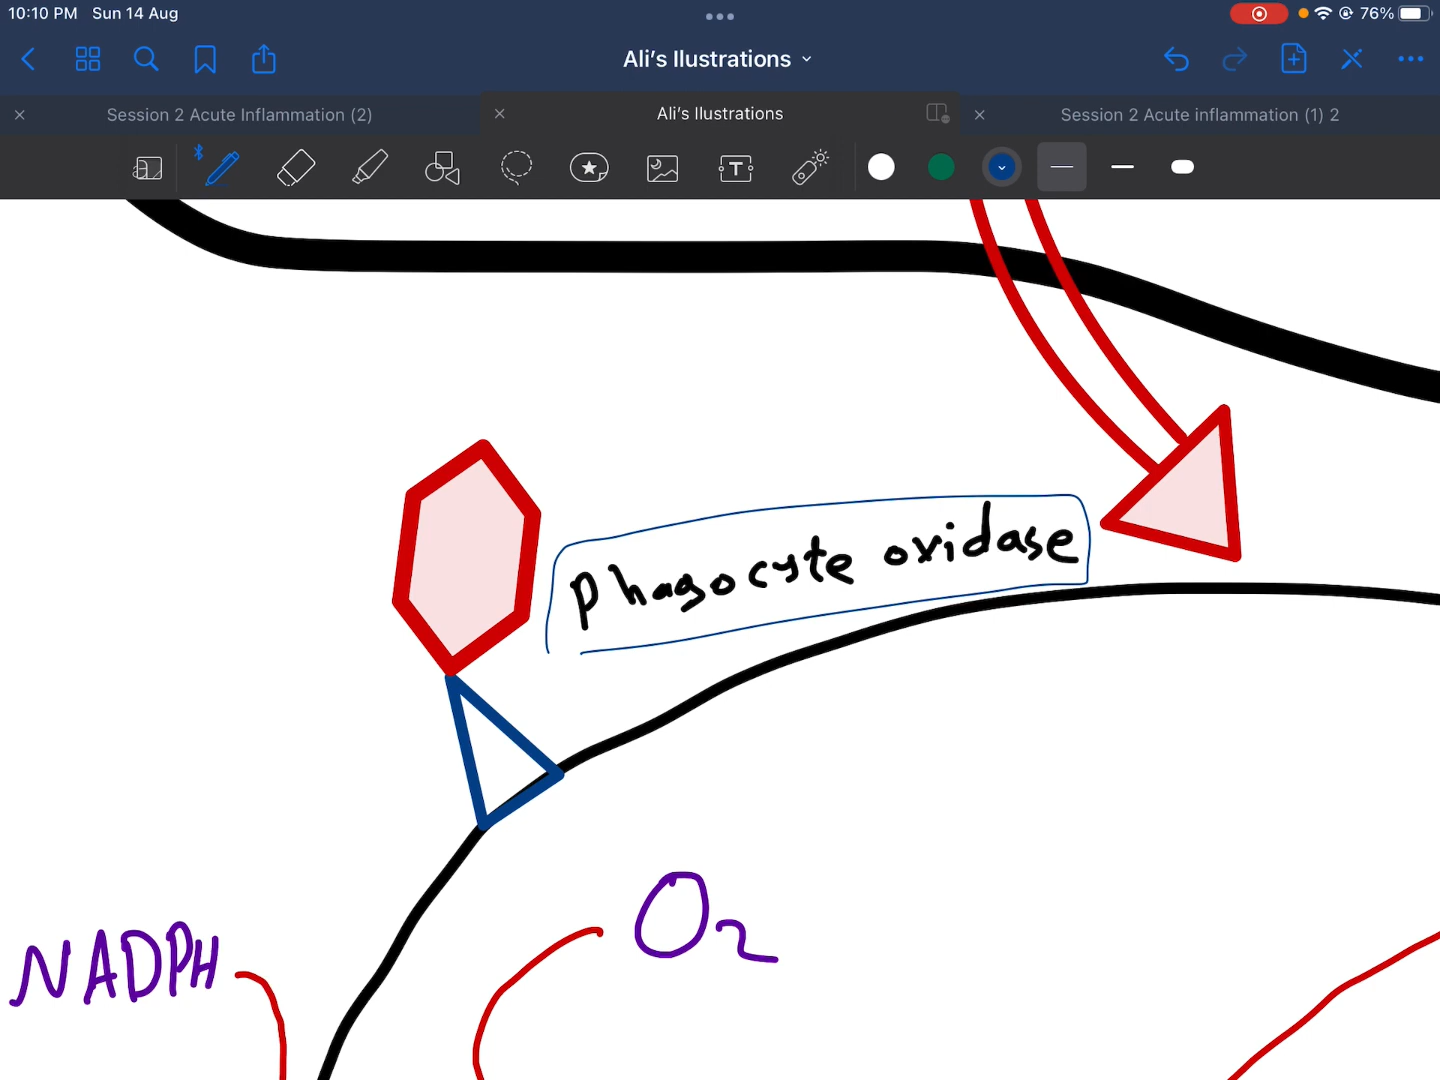 10:10 PM Sun 14 Aug
76%
Ali's Ilustrations
Session 2 Acute Inflammation (2)
Ali's Ilustrations
Session 2 Acute inflammation (1) 2
a
T
phagocyte oxidase
O2
NADPH